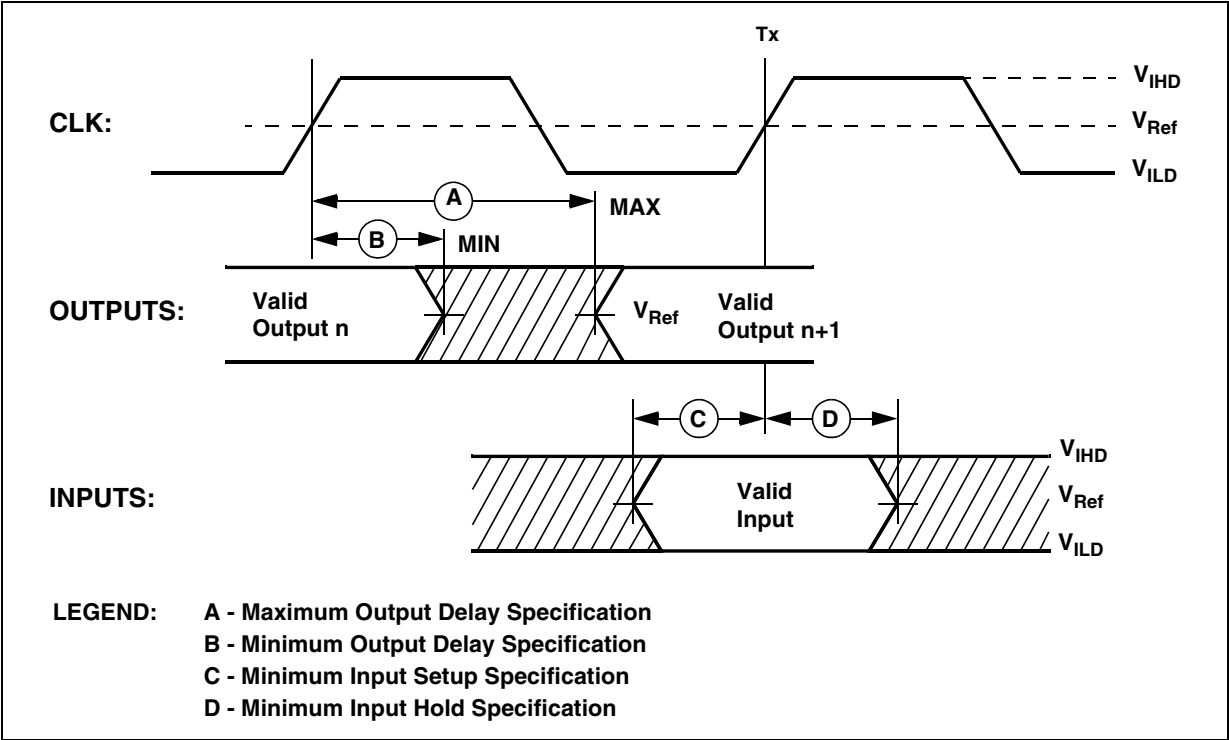 Tx
VIHD
CLK:
VRef
VILD
A
MAX
B
MIN
OUTPUTS:
Valid
Output n
VRef
Valid
Output n+1
C
D
VIHD
INPUTS:
Valid
Input
VRef
VILD
LEGEND:
A - Maximum Output Delay Specification
B - Minimum Output Delay Specification
C - Minimum Input Setup Specification
D - Minimum Input Hold Specification